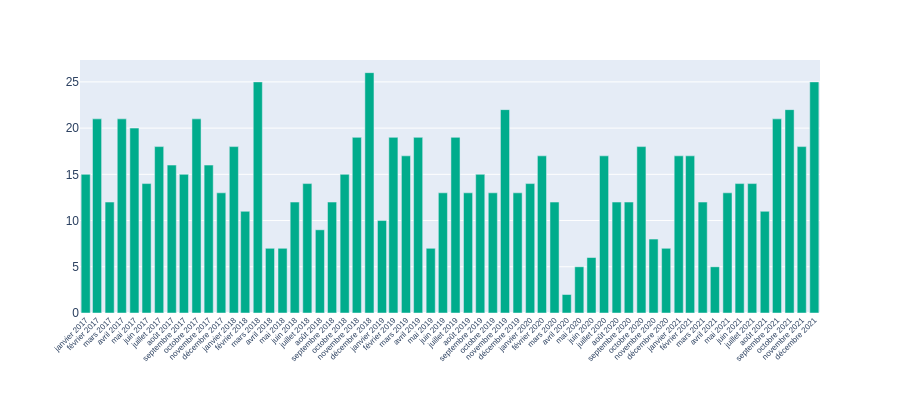 25
20
15
10
5
0
janvier 2017
février 2017
mars 2017
avril 2017
mai 2017
juin 2017
juillet 2017
août 2017
septembre 2017
octobre 2017
novembre 2017
décembre 2017
janvier 2018
février 2018
mars 2018
avril 2018
mai 2018
juin 2018
juillet 2018
août 2018
septembre 2018
octobre 2018
novembre 2018
décembre 2018
janvier 2019
février 2019
mars 2019
avril 2019
mai 2019
juin 2019
juillet 2019
août 2019
septembre 2019
octobre 2019
novembre 2019
décembre 2019
janvier 2020
février 2020
mars 2020
avril 2020
mai 2020
juin 2020
juillet 2020
août 2020
septembre 2020
octobre 2020
novembre 2020
décembre 2020
janvier 2021
février 2021
mars 2021
avril 2021
mai 2021
juin 2021
juillet 2021
août 2021
septembre 2021
octobre 2021
novembre 2021
décembre 2021